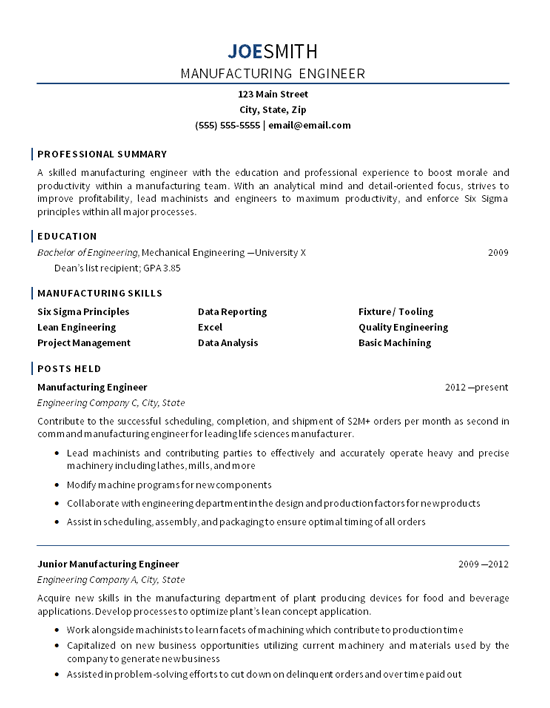 JOESMITH
MANUFACTURING ENGINEER
123 Main Street
City, State, Zip
(555) 555-5555 | email@email.com
PROFESSIONAL SUMMARY
A skilled manufacturing engineer with the education and professional experience to boost morale and
productivity within a manufacturing team. With an analytical mind and detail-oriented focus, strives to
improve profitability, lead machinists and engineers to maximum productivity, and enforce Six Sigma
principles within all major processes.
EDUCATION
Bachelor of Engineering, Mechanical Engineering —University X 2009
Dean's list recipient; GPA 3.85
MANUFACTURING SKILLS
Six Sigma Principles Data Reporting Fixture / Tooling
Lean Engineering Excel Quality Engineering
Project Management Data Analysis Basic Machining
POSTS HELD
Manufacturing Engineer 2012 —present
Engineering Company C, City, State
Contribute to the successful scheduling, completion, and shipment of $2M+ orders per month as second in
command manufacturing engineer for leading life sciences manufacturer.
• Lead machinists and contributing parties to effectively and accurately operate heavy and precise
machinery including lathes, mills, and more
• Modify machine programs for new components
• Collaborate with engineering department in the design and production factors for new products
• Assist in scheduling, assembly, and packaging to ensure optimal timing of all orders
Junior Manufacturing Engineer 2009 —2012
Engineering Company A, City, State
Acquire new skills in the manufacturing department of plant producing devices for food and beverage
applications. Develop processes to optimize plant's lean concept application.
• Work alongside machinists to learn facets of machining which contribute to production time
• Capitalized on new business opportunities utilizing current machinery and materials used by the
company to generate new business
• Assisted in problem-solving efforts to cut down on delinquent orders and over time paid out